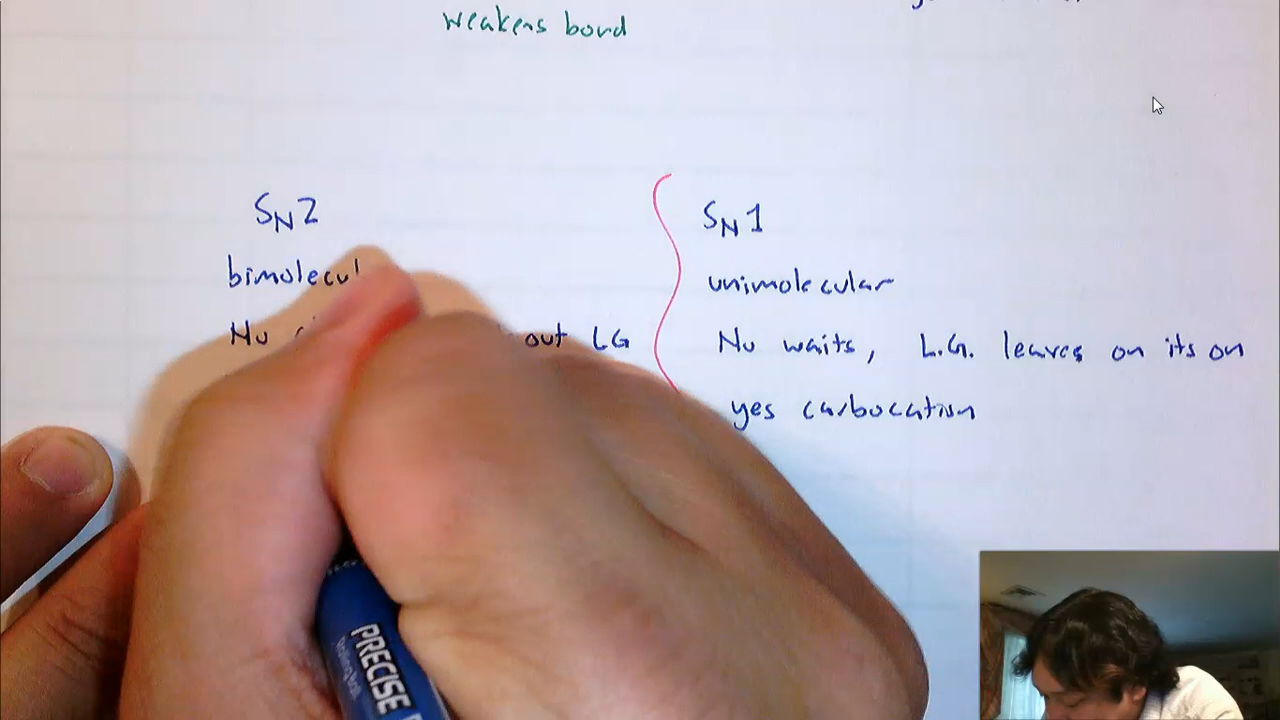 weakens bond
SN2
SN1
bimolecul
unimolecular
Nu out LG
Nu waits, L.G. leaves on its on
yes carbocation
PRECISE